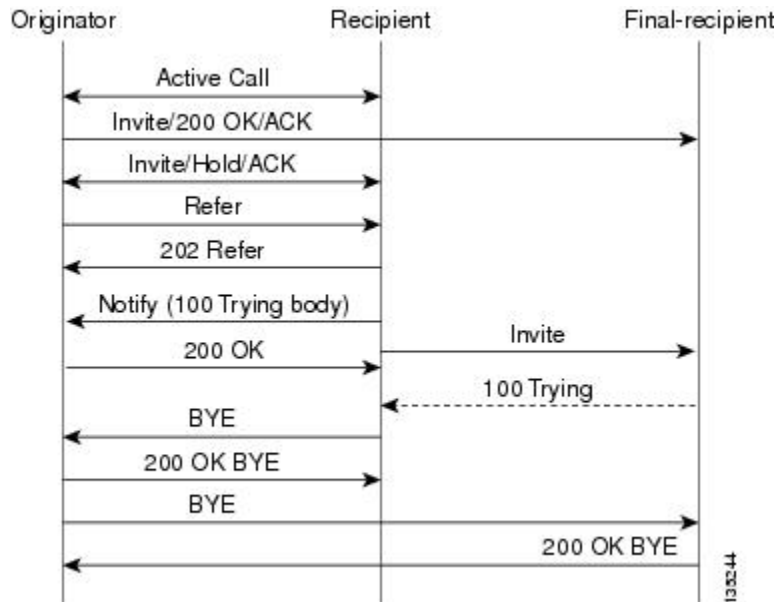 Originator Recipient Final-recipient
Active Call
Invite/200 OK/ACK
Invite/Hold/ACK
Refer
202 Refer
Notify (100 Trying body)
Invite
200 OK
100 Trying
BYE
200 OK BYE
BYE
200 OK BYE